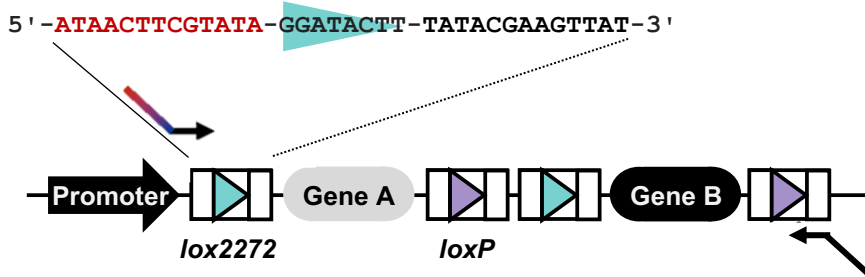 5'-ATAACTTCGTATA-GGATACTT-TATACGAAGTTAT-3'
Promoter Gene A Gene B
lox2272 loxP